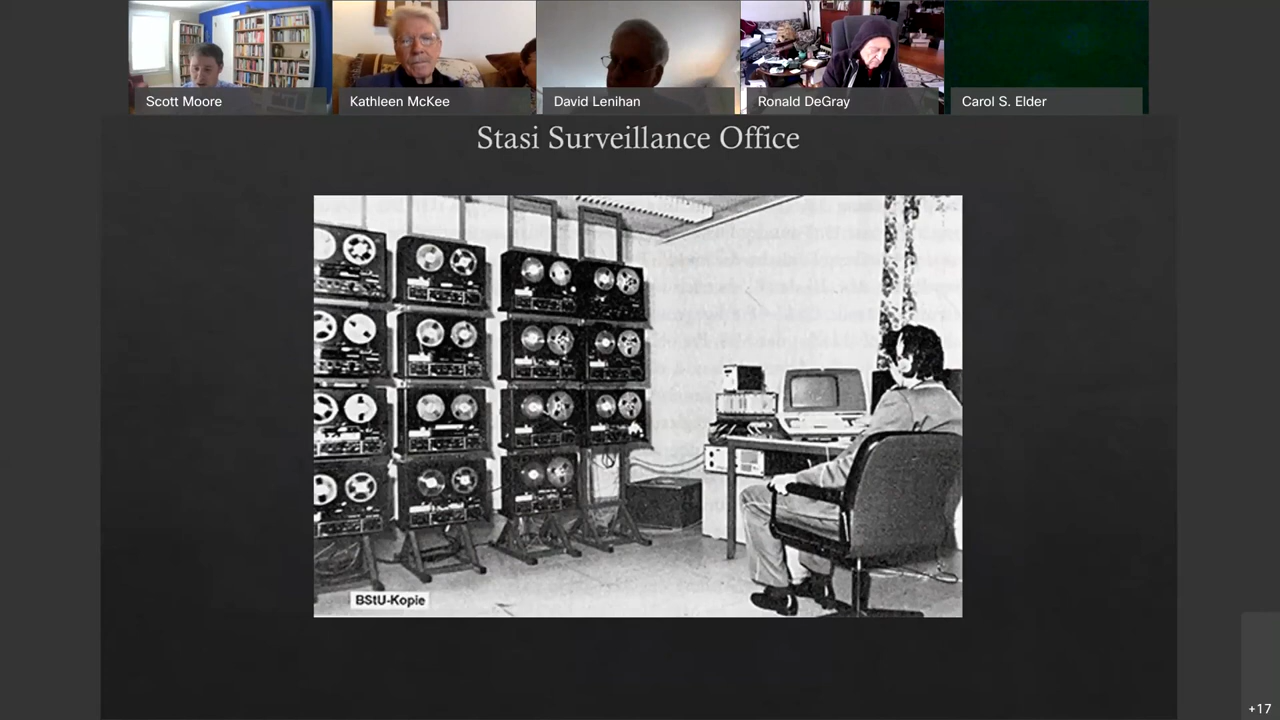 Scott Moore
Kathleen McKee
David Lenihan
Ronald DeGray
Carol S. Elder
Stasi Surveillance Office
BStU-Kopie
+17